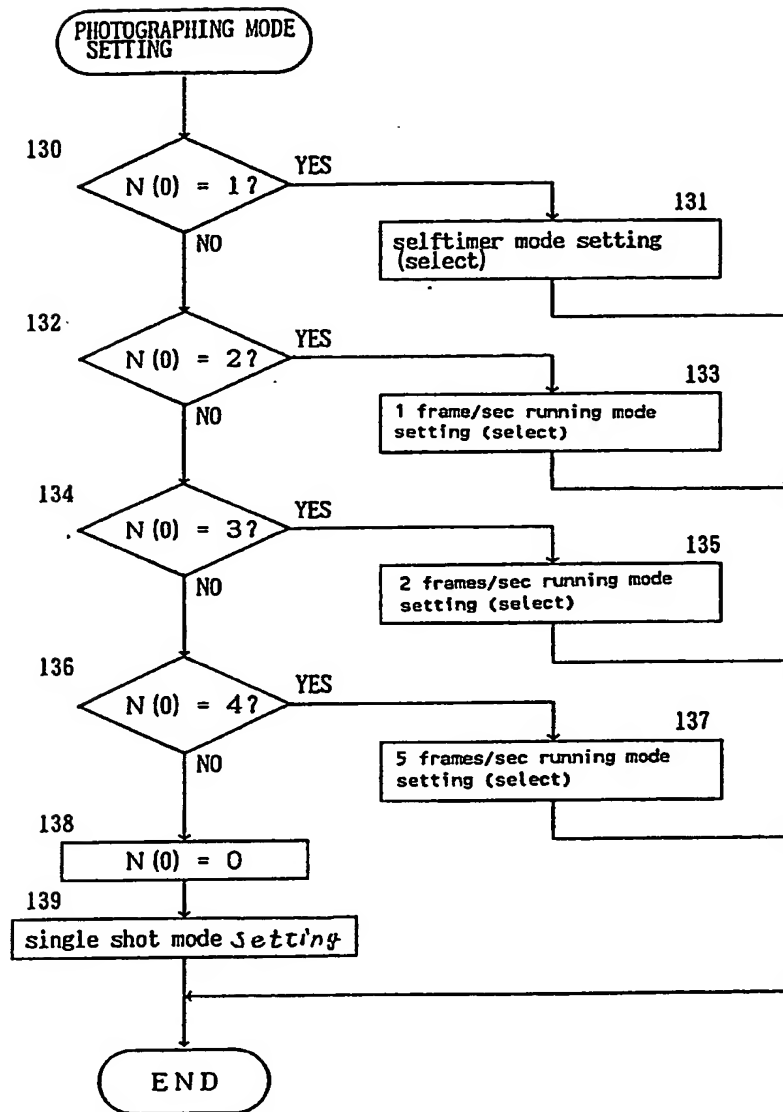 PHOTOGRAPHING MODE
SETTING
130
N(0) = 1?
YES
NO
131
selftimer mode setting
(select)
132
N(0) = 2?
YES
NO
133
1 frame/sec running mode
setting (select)
134
N(0) = 3?
YES
NO
135
2 frames/sec running mode
setting (select)
136
N(0) = 4?
YES
NO
137
5 frames/sec running mode
setting (select)
138
N(0) = 0
139
single shot mode setting
END